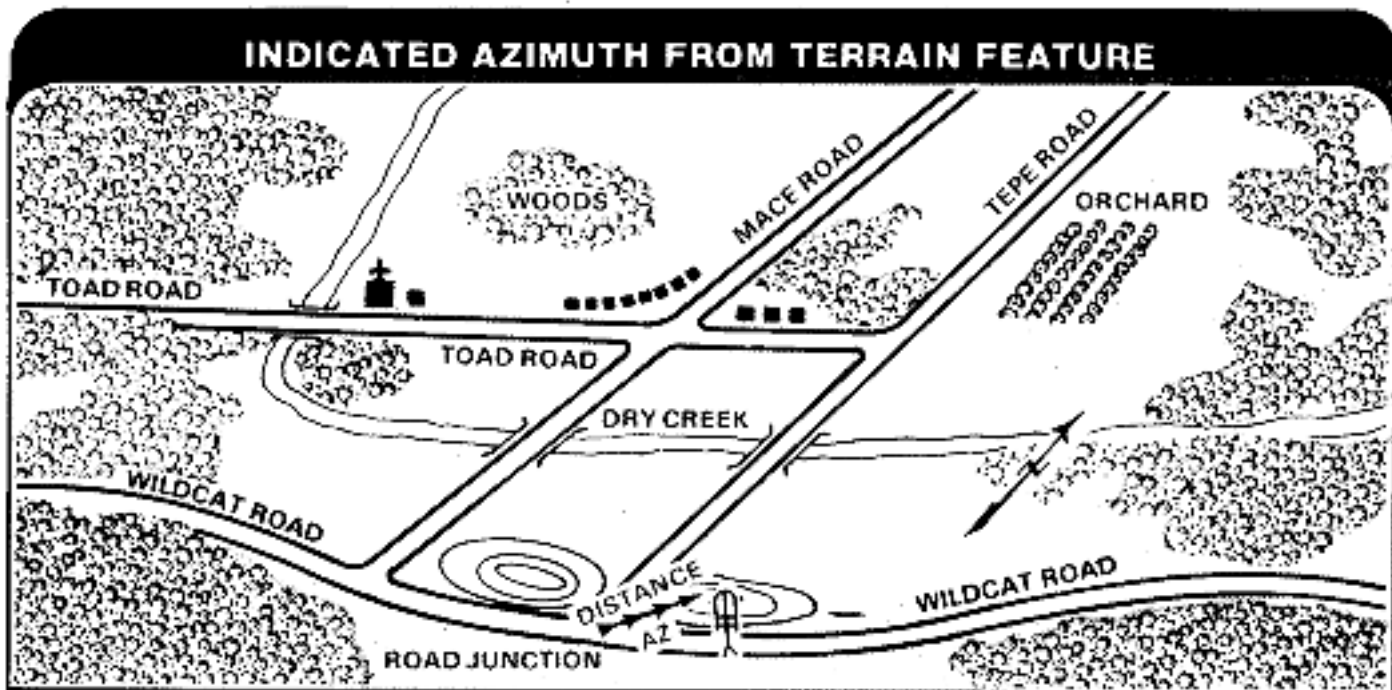 INDICATED AZIMUTH FROM TERRAIN FEATURE
WOODS
MACE ROAD
TEPE ROAD
ORCHARD
TOAD ROAD
TOAD ROAD
DRY CREEK
N
WILDCAT ROAD
DISTANCE
AZ
WILDCAT ROAD
ROAD JUNCTION